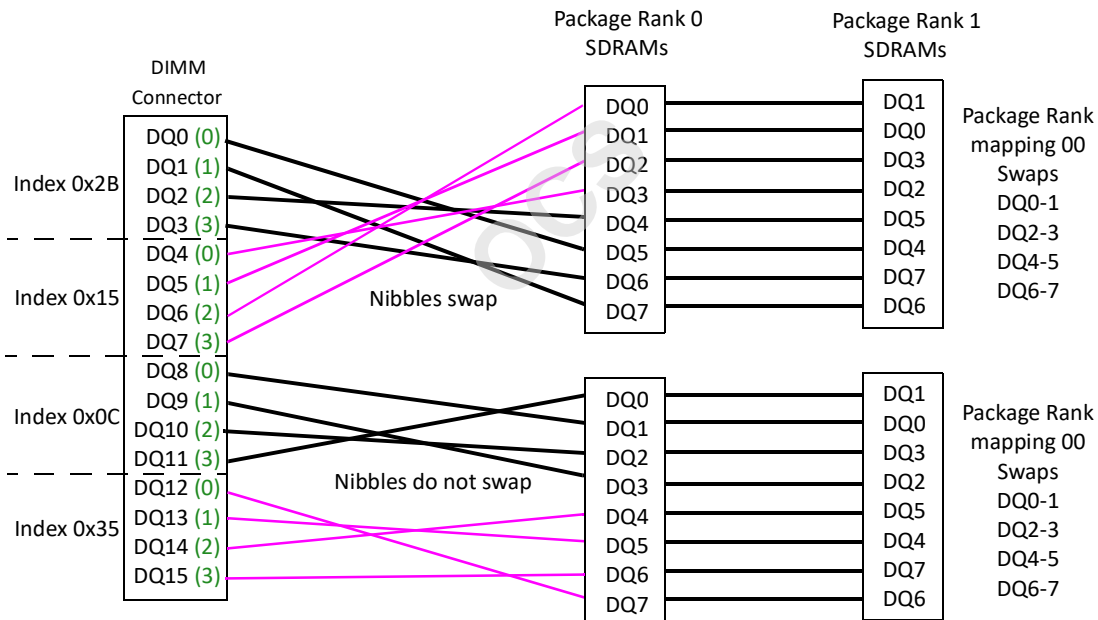 Package Rank 0
SDRAMs
Package Rank 1
SDRAMs
DIMM
Connector
Index 0x2B
Index 0x15
Index 0x0C
Index 0x35
DQ0 (0)
DQ1 (1)
DQ2 (2)
DQ3 (3)
DQ4 (0)
DQ5 (1)
DQ6 (2)
DQ7 (3)
DQ8 (0)
DQ9 (1)
DQ10 (2)
DQ11 (3)
DQ12 (0)
DQ13 (1)
DQ14 (2)
DQ15 (3)
Nibbles swap
Nibbles do not swap
DQ0
DQ1
DQ2
DQ3
DQ4
DQ5
DQ6
DQ7
DQ1
DQ0
DQ3
DQ2
DQ5
DQ4
DQ7
DQ6
Package Rank
mapping 00
Swaps
DQ0-1
DQ2-3
DQ4-5
DQ6-7
DQ0
DQ1
DQ2
DQ3
DQ4
DQ5
DQ6
DQ7
DQ1
DQ0
DQ3
DQ2
DQ5
DQ4
DQ7
DQ6
Package Rank
mapping 00
Swaps
DQ0-1
DQ2-3
DQ4-5
DQ6-7
ocs